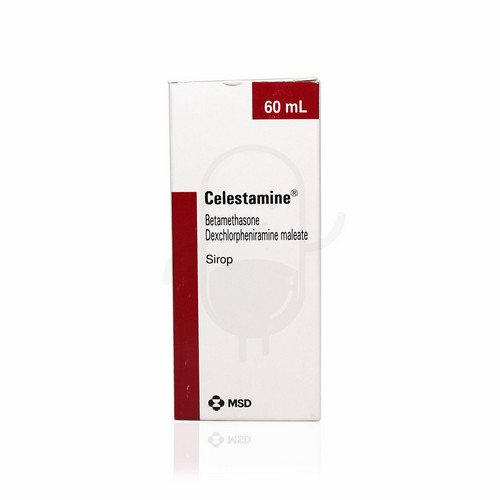 60 mL
Celestamine®
Betamethasone
Dexchlorpheniramine maleate
Sirop
MSD